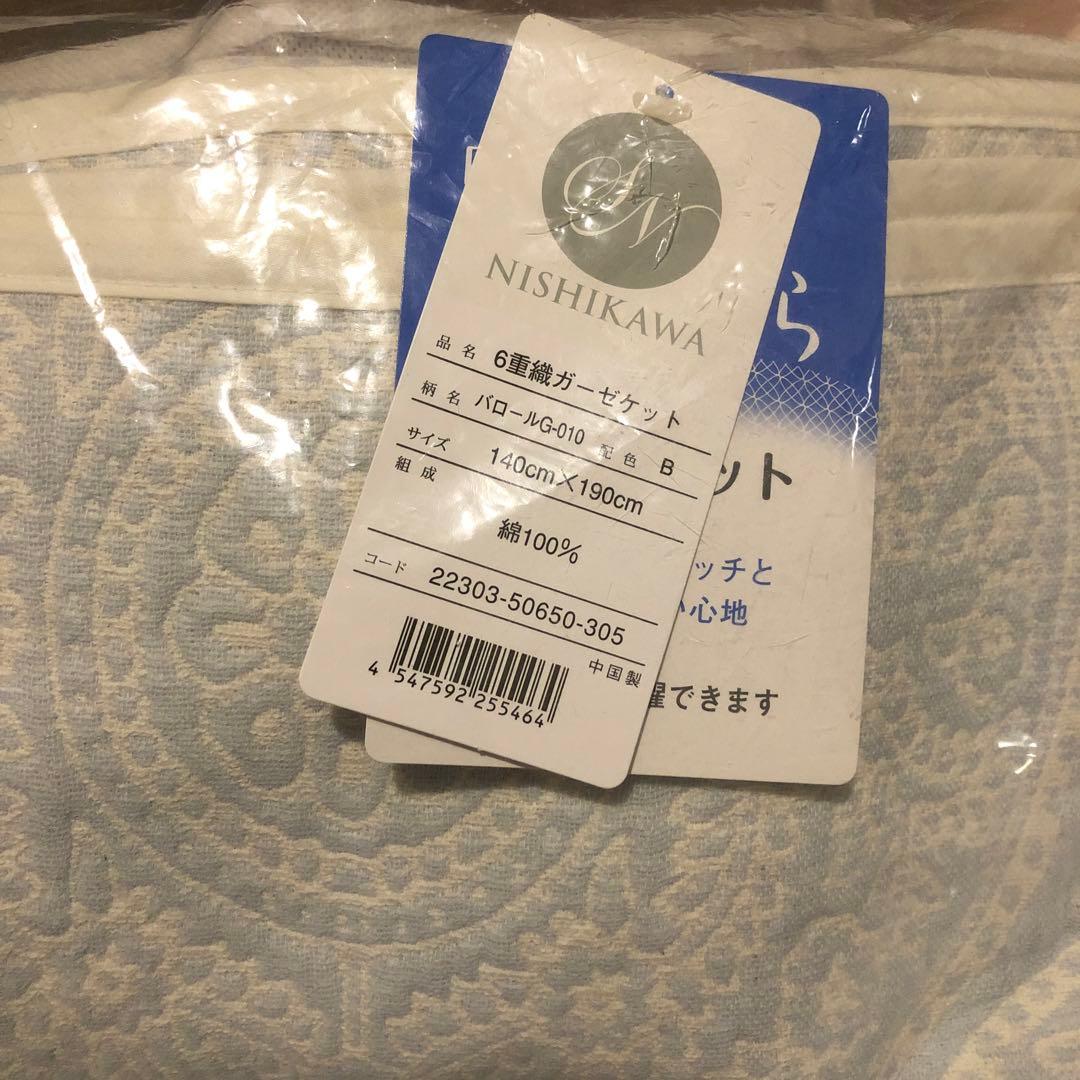 SN
NISHIKAWA
品名 6重織ガーゼケット
柄名 バロールG-010 配色 B
サイズ 140cm×190cm
組成
綿100%
コード 22303-50650-305
中国製
4 547592 255464
ら
ット
ッチと
心地
濯できます